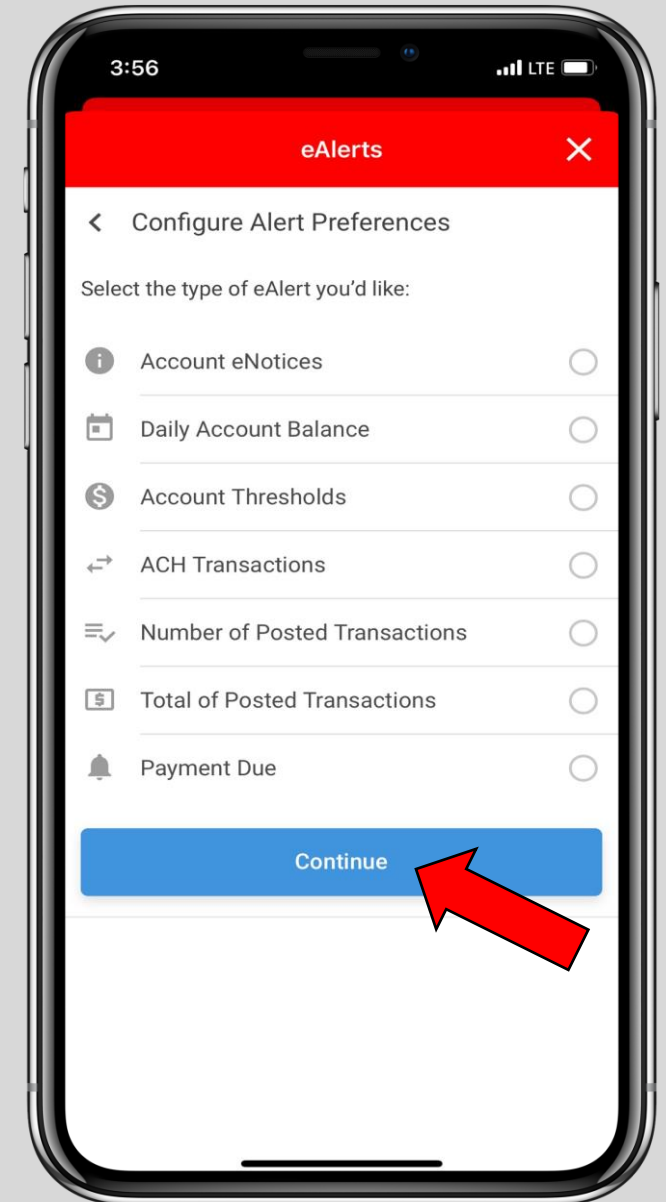 3:56
LTE
eAlerts
Configure Alert Preferences
Select the type of eAlert you'd like:
Account eNotices
Daily Account Balance
Account Thresholds
ACH Transactions
Number of Posted Transactions
Total of Posted Transactions
Payment Due
Continue